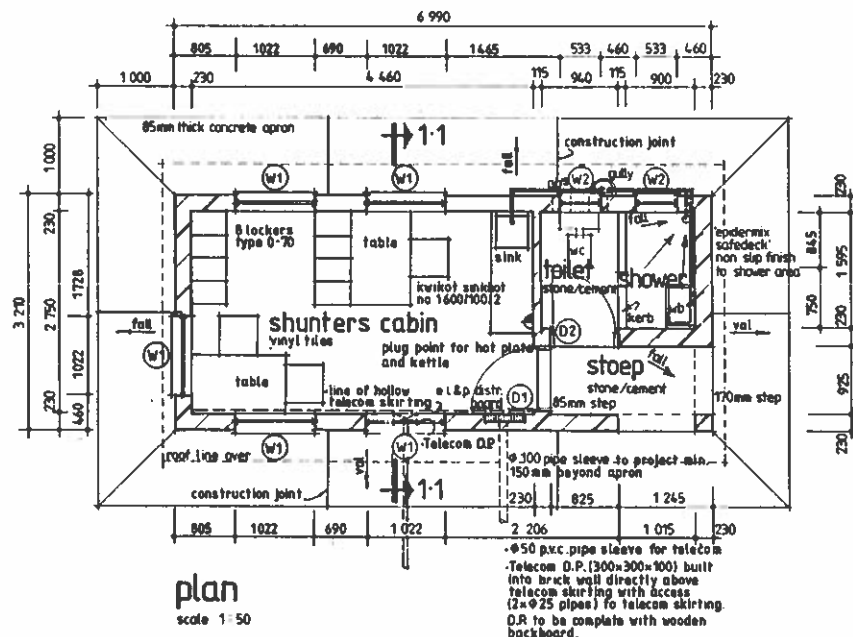 6 990
805 1022 690 1022 1465 533 460 533 460
1 000 230 4 460 115 940 115 900 230
85mm thick concrete apron
1·1
fall
construction joint
W1
W1
W2
gully
W2
1 000
230
1728
2 750
1022
230
460
3 210
8 lockers
type 0-70
table
sink
kwikot sinkhot
no 1600/100/2
wc
toilet
stone/cement
fall
shower
kerb
wb
'epidermix
safedeck'
non slip finish
to shower area
230
845
1 595
750
230
925
230
fall
W1
shunters cabin
vinyl tiles
plug point for hot plate
and kettle
D2
stoep
stone/cement
fall
val
table
line of hollow
telecom skirting
e l & p distr.
board
D1
85mm step
170mm step
W1
W1
Telecom D.P.
roof line over
val
Φ 100 pipe sleeve to project min.
150mm beyond apron
construction joint
1·1
230 825 1 245
805 1022 690 1 022 2 206 1 015 230
·Φ50 p.v.c. pipe sleeve for telecom
·Telecom D.P. (300×300×100) built
into brick wall directly above
telecom skirting with access
(2×Φ25 pipes) to telecom skirting.
D.P. to be complete with wooden
backboard.
plan
scale 1:50